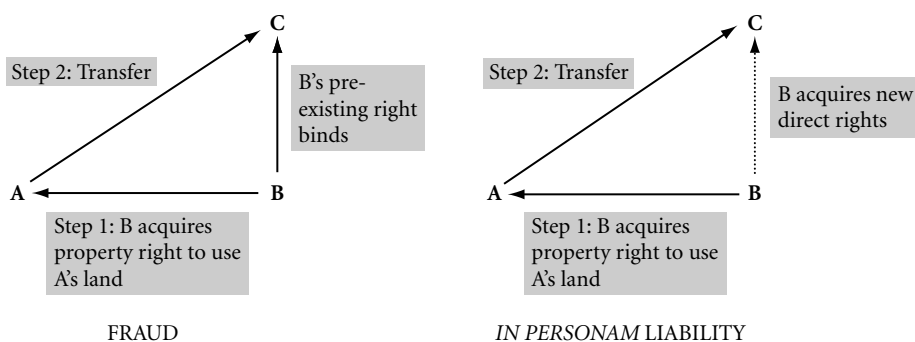 C
Step 2: Transfer
B's pre-
existing right
binds
A
B
Step 1: B acquires
property right to use
A's land
FRAUD
C
Step 2: Transfer
B acquires new
direct rights
A
B
Step 1: B acquires
property right to use
A's land
IN PERSONAM LIABILITY